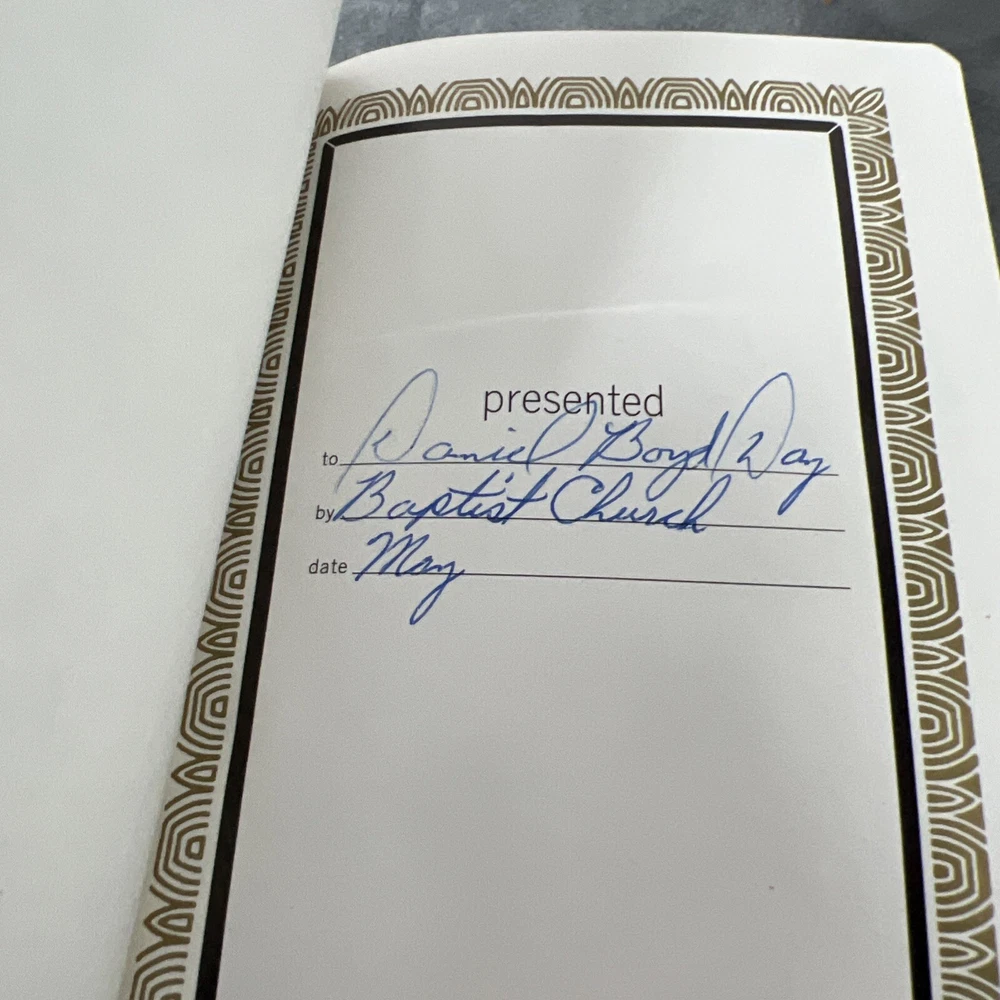 presented
to Daniel Boyd Day
by Baptist Church
date May